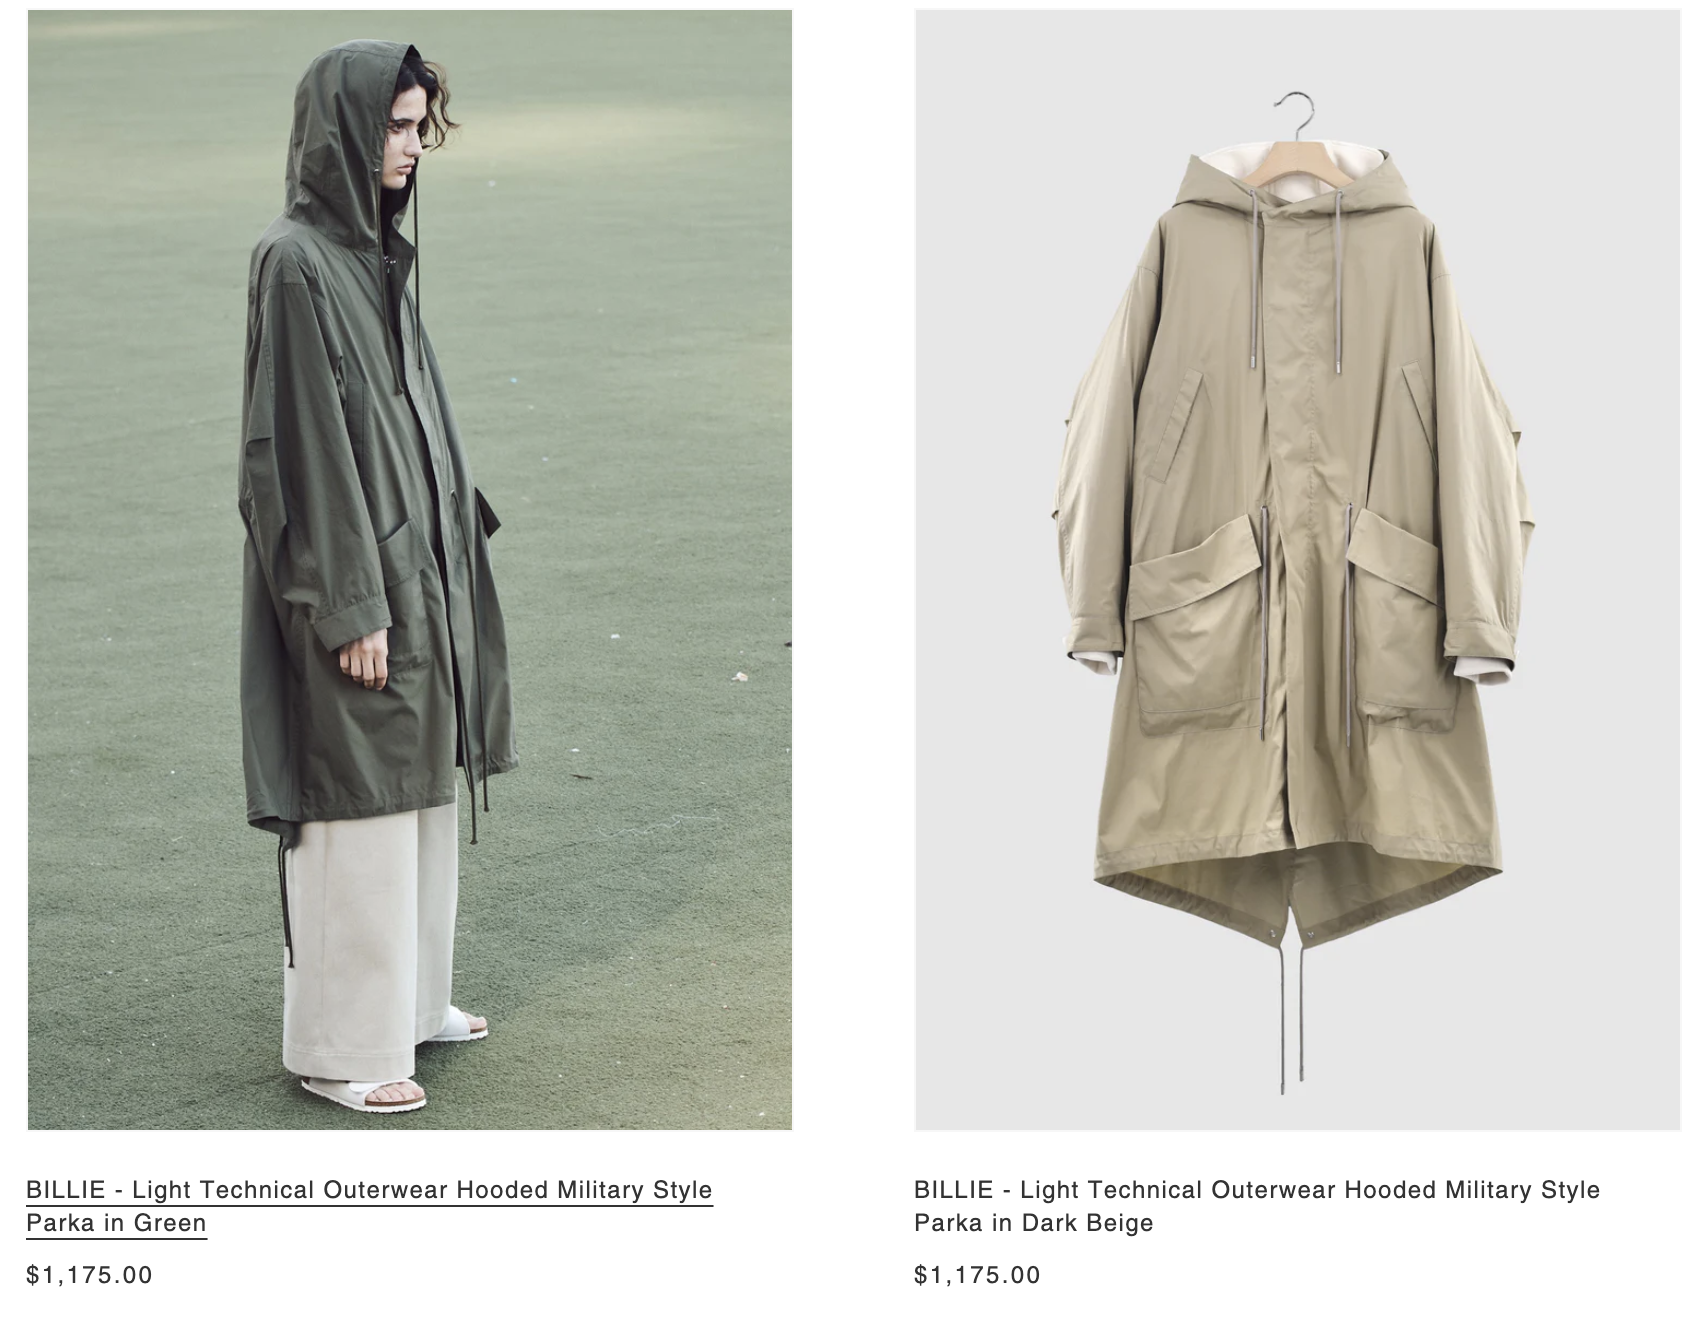 BILLIE - Light Technical Outerwear Hooded Military Style
Parka in Green
$1,175.00
BILLIE - Light Technical Outerwear Hooded Military Style
Parka in Dark Beige
$1,175.00